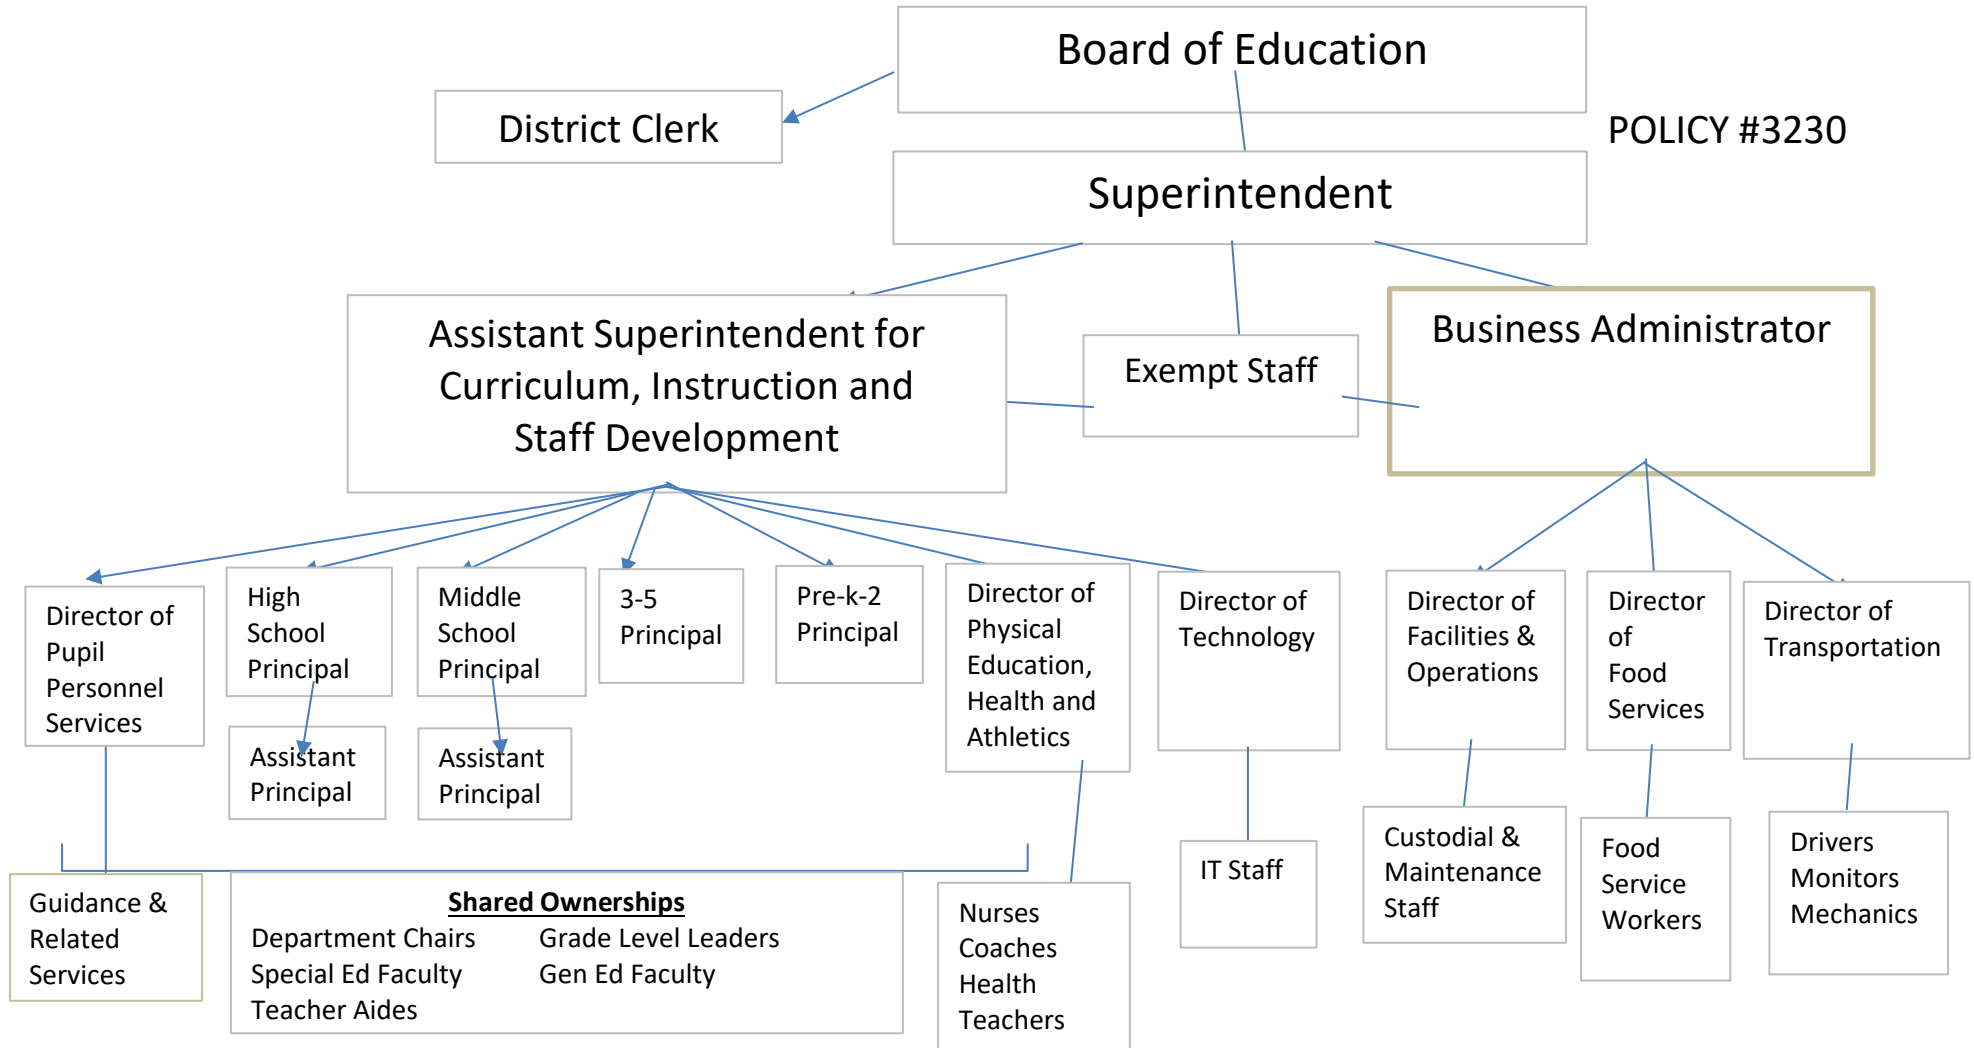 Board of Education
District Clerk
POLICY #3230
Superintendent
Assistant Superintendent for
Curriculum, Instruction and
Staff Development
Exempt Staff
Business Administrator
Director of
Pupil
Personnel
Services
High
School
Principal
Middle
School
Principal
3-5
Principal
Pre-k-2
Principal
Director of
Physical
Education,
Health and
Athletics
Director of
Technology
Director of
Facilities &
Operations
Director
of
Food
Services
Director of
Transportation
Assistant
Principal
Assistant
Principal
Guidance &
Related
Services
Shared Ownerships
Department Chairs Grade Level Leaders
Special Ed Faculty Gen Ed Faculty
Teacher Aides
Nurses
Coaches
Health
Teachers
IT Staff
Custodial &
Maintenance
Staff
Food
Service
Workers
Drivers
Monitors
Mechanics